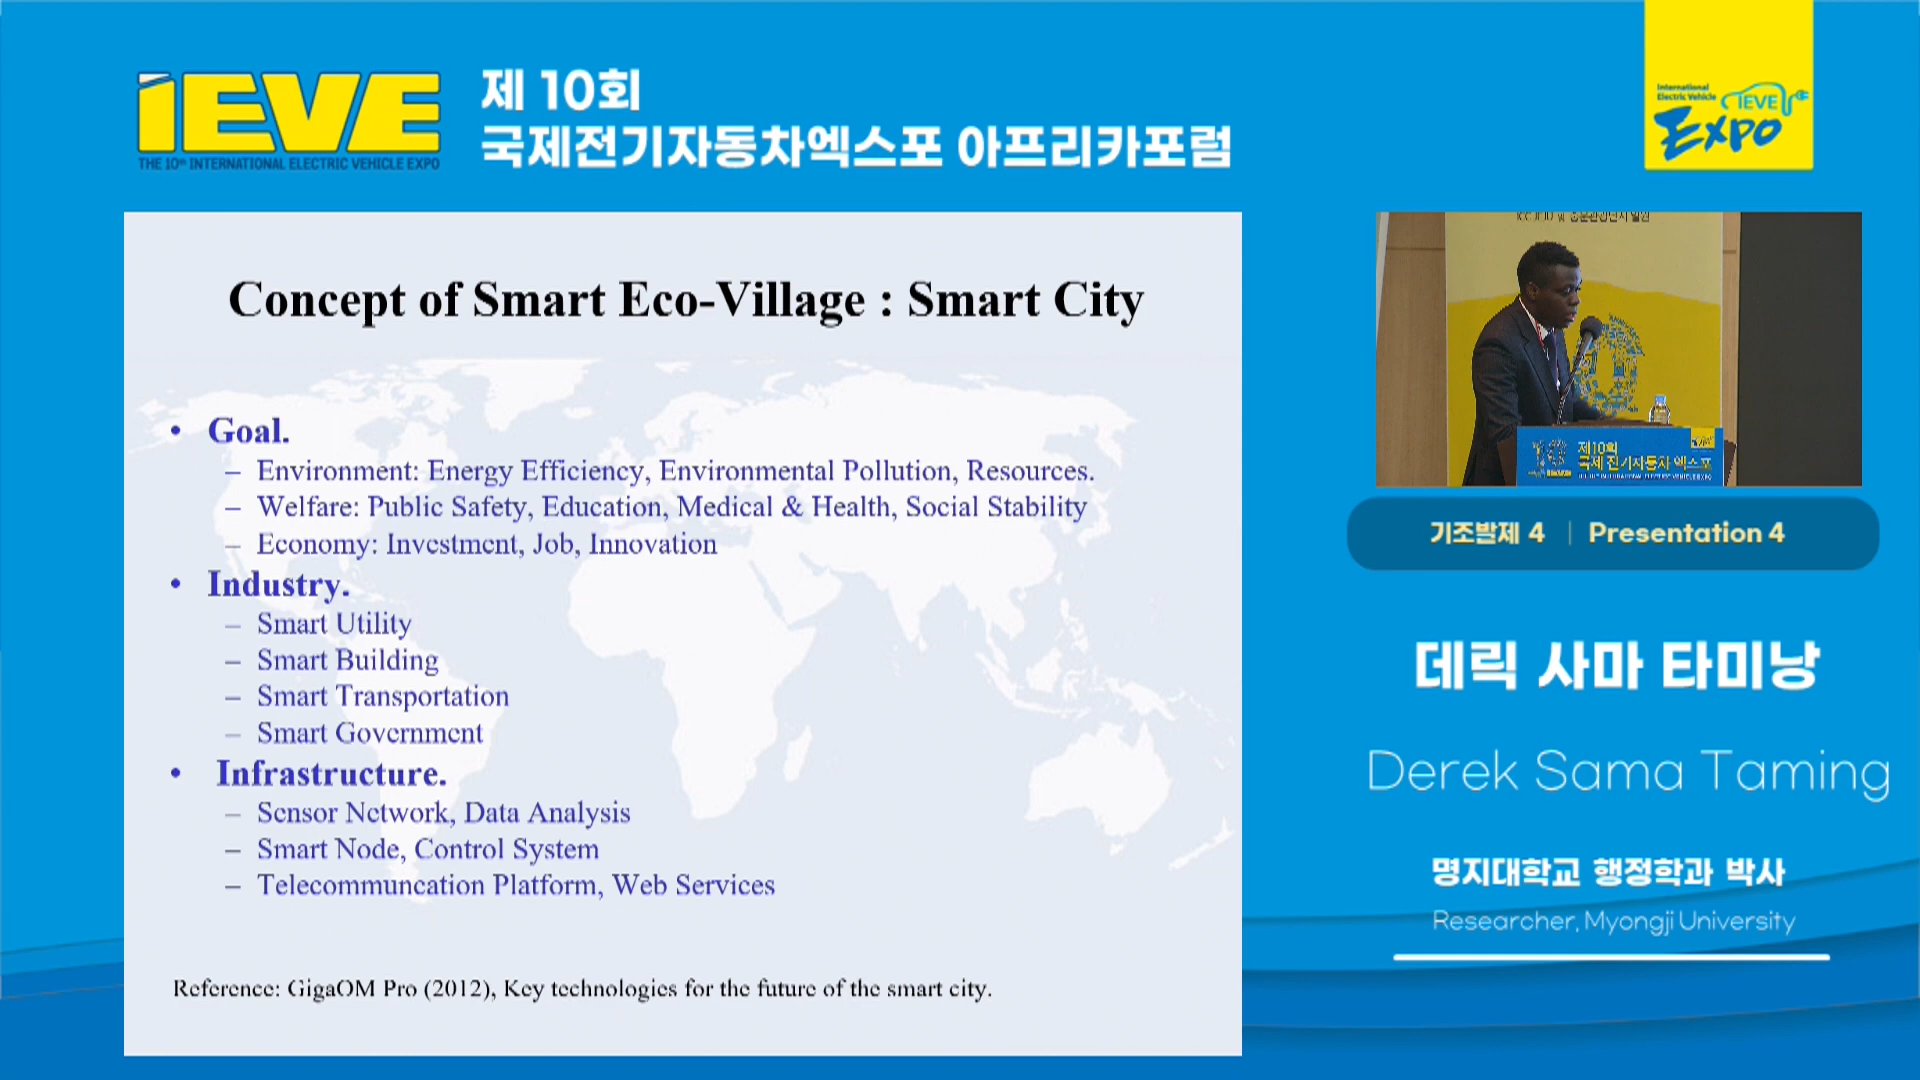 iEVE
THE 10th INTERNATIONAL ELECTRIC VEHICLE EXPO
제 10회
국제전기자동차엑스포 아프리카포럼
International
Electric Vehicle
IEVE
Expo
Concept of Smart Eco-Village : Smart City
• Goal.
– Environment: Energy Efficiency, Environmental Pollution, Resources.
– Welfare: Public Safety, Education, Medical & Health, Social Stability
– Economy: Investment, Job, Innovation
• Industry.
– Smart Utility
– Smart Building
– Smart Transportation
– Smart Government
• Infrastructure.
– Sensor Network, Data Analysis
– Smart Node, Control System
– Telecommuncation Platform, Web Services
Reference: GigaOM Pro (2012), Key technologies for the future of the smart city.
제10회
국제전기자동차엑스포
기조발제 4 | Presentation 4
데릭 사마 타미낭
Derek Sama Taming
명지대학교 행정학과 박사
Researcher, Myongji University